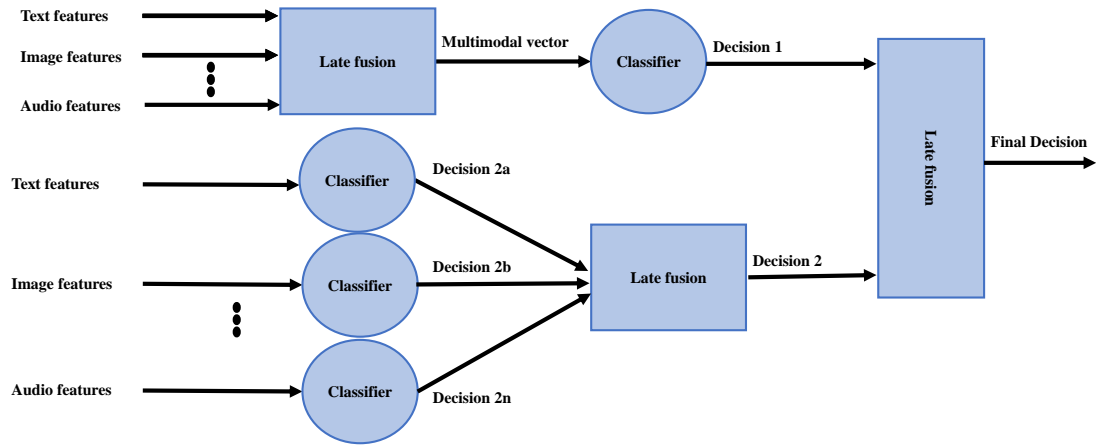 Text features
Image features
Audio features
Late fusion
Multimodal vector
Classifier
Decision 1
Late fusion
Final Decision
Text features
Classifier
Decision 2a
Image features
Classifier
Decision 2b
Late fusion
Decision 2
Audio features
Classifier
Decision 2n